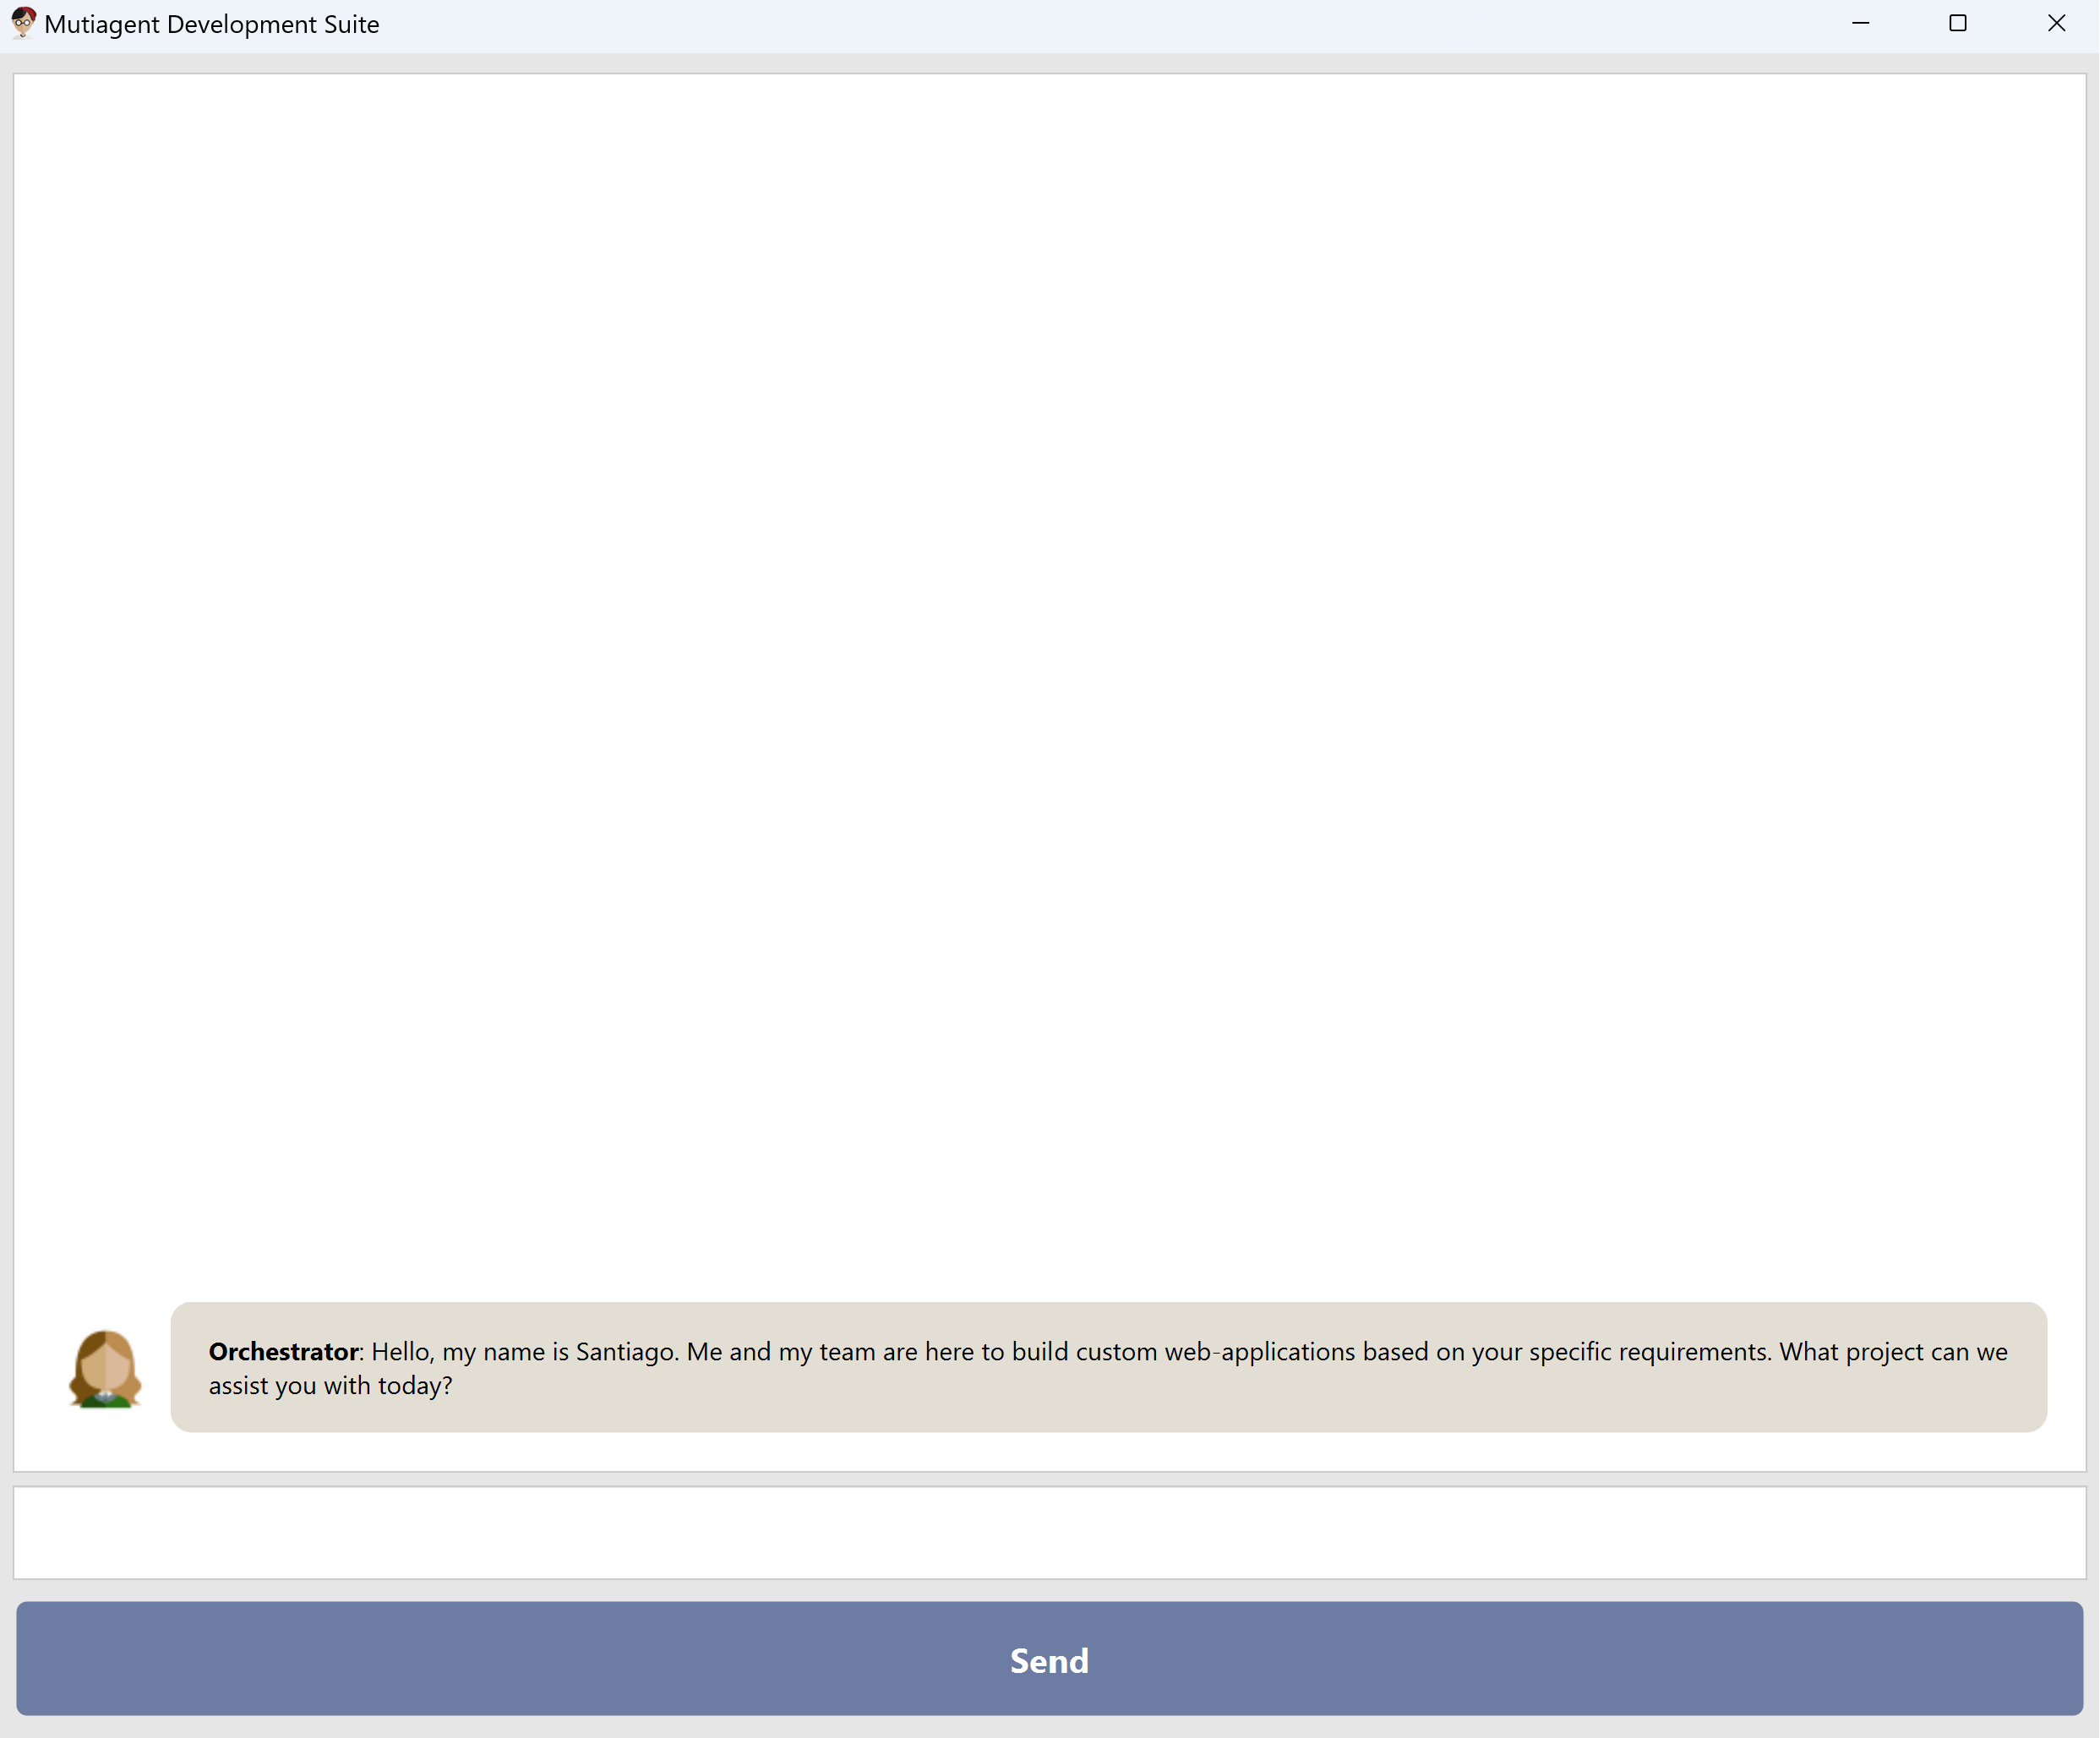 Mutiagent Development Suite
Orchestrator: Hello, my name is Santiago. Me and my team are here to build custom web-applications based on your specific requirements. What project can we
assist you with today?
Send